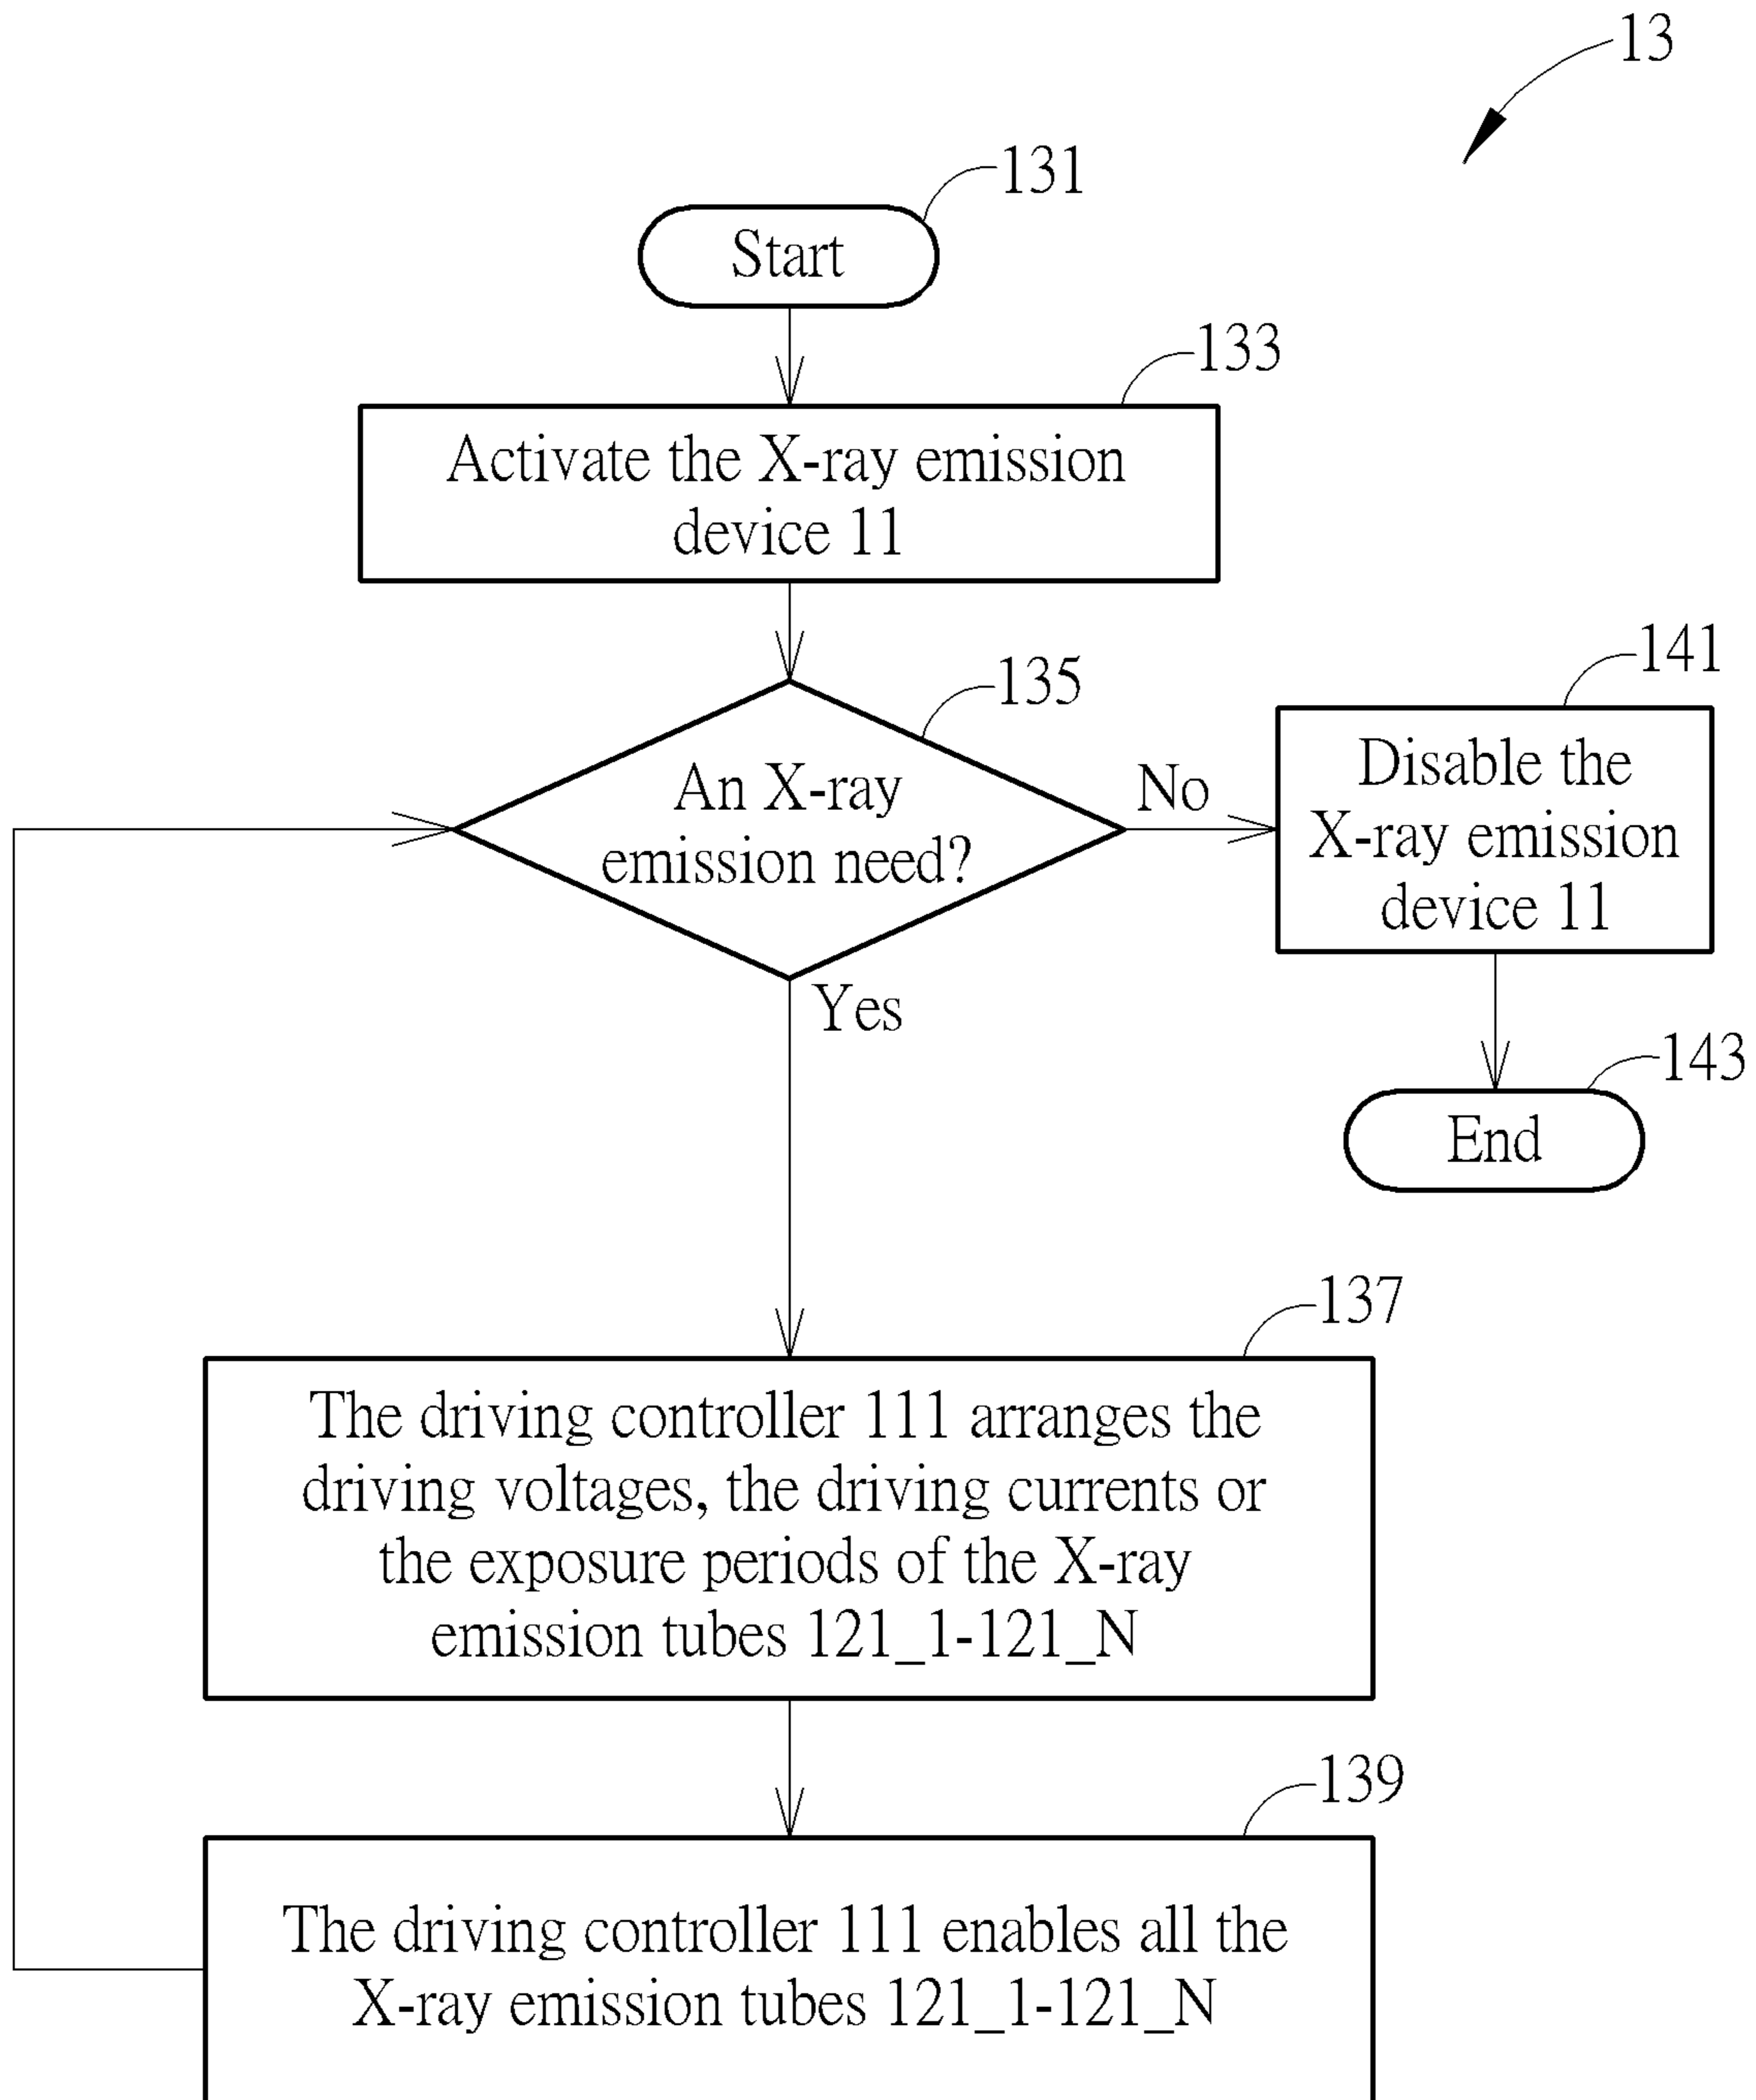 13
131
Start
133
Activate the X-ray emission
device 11
135
An X-ray
emission need?
No
141
Disable the
X-ray emission
device 11
Yes
143
End
137
The driving controller 111 arranges the
driving voltages, the driving currents or
the exposure periods of the X-ray
emission tubes 121_1-121_N
139
The driving controller 111 enables all the
X-ray emission tubes 121_1-121_N